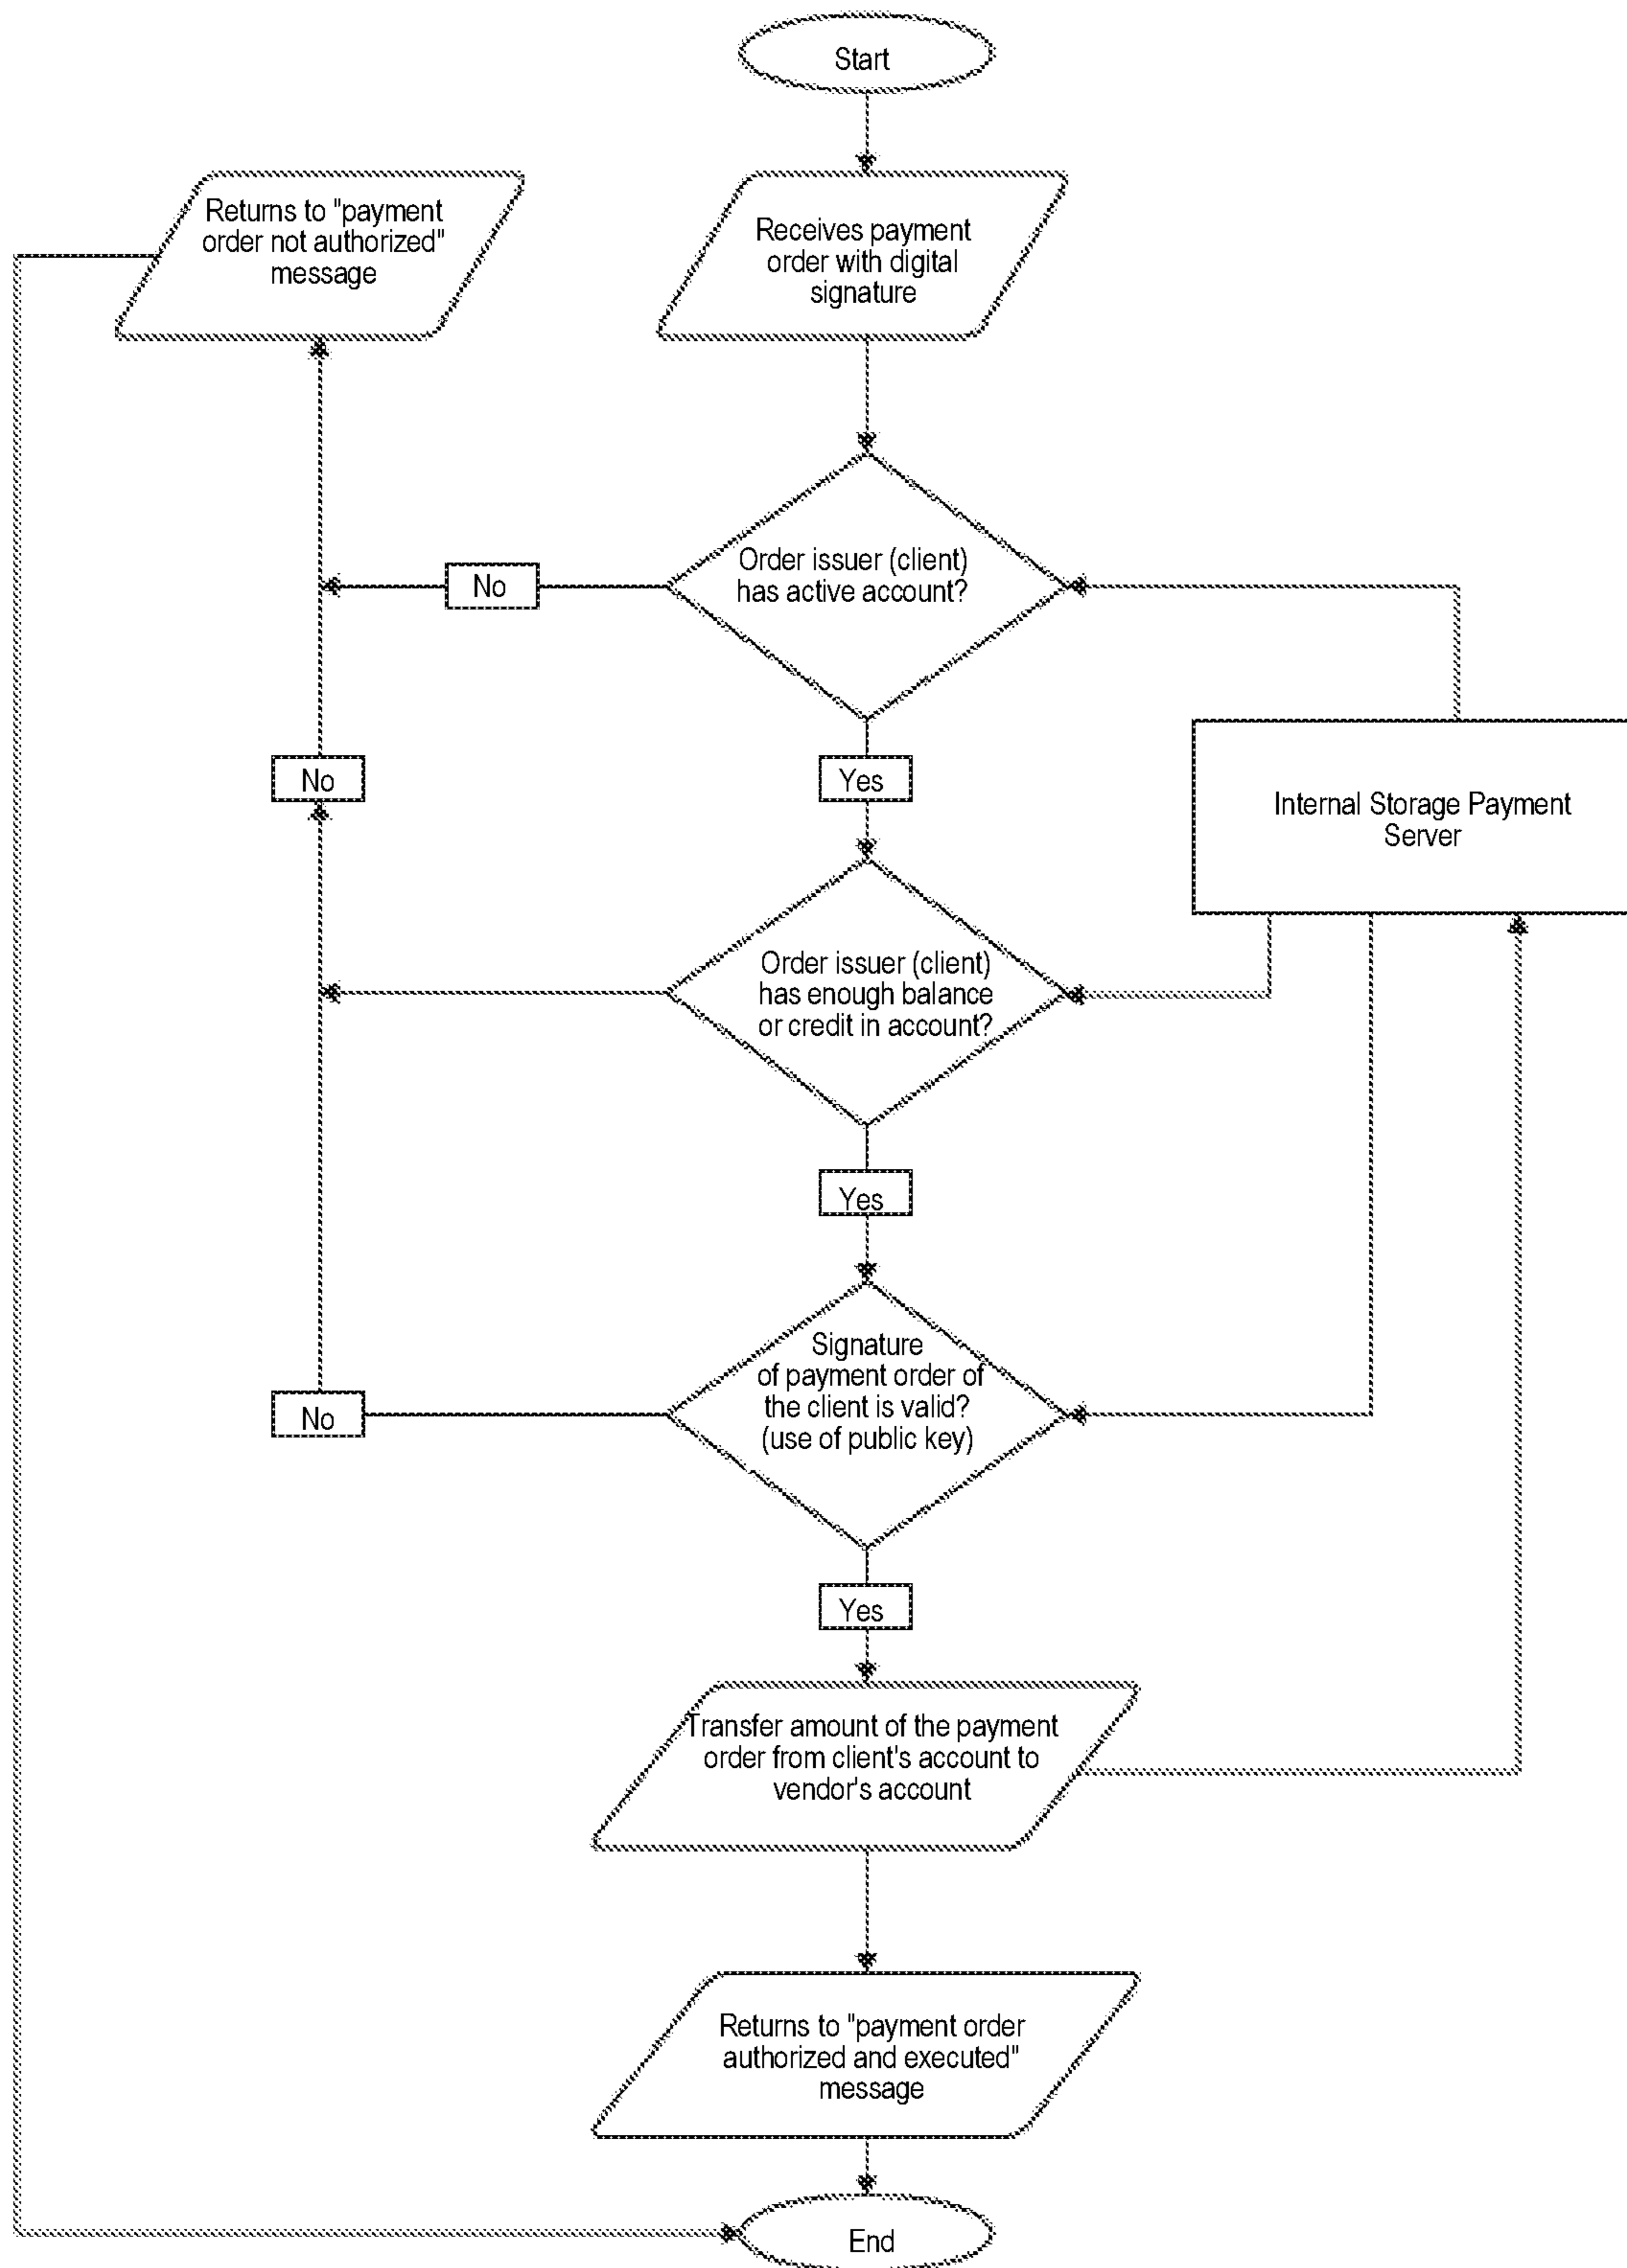 Start
Returns to "payment
order not authorized"
message
Receives payment
order with digital
signature
Order issuer (client)
has active account?
No
No
Yes
Internal Storage Payment
Server
Order issuer (client)
has enough balance
or credit in account?
Yes
Signature
of payment order of
the client is valid?
(use of public key)
No
Yes
Transfer amount of the payment
order from client's account to
vendor's account
Returns to "payment order
authorized and executed"
message
End